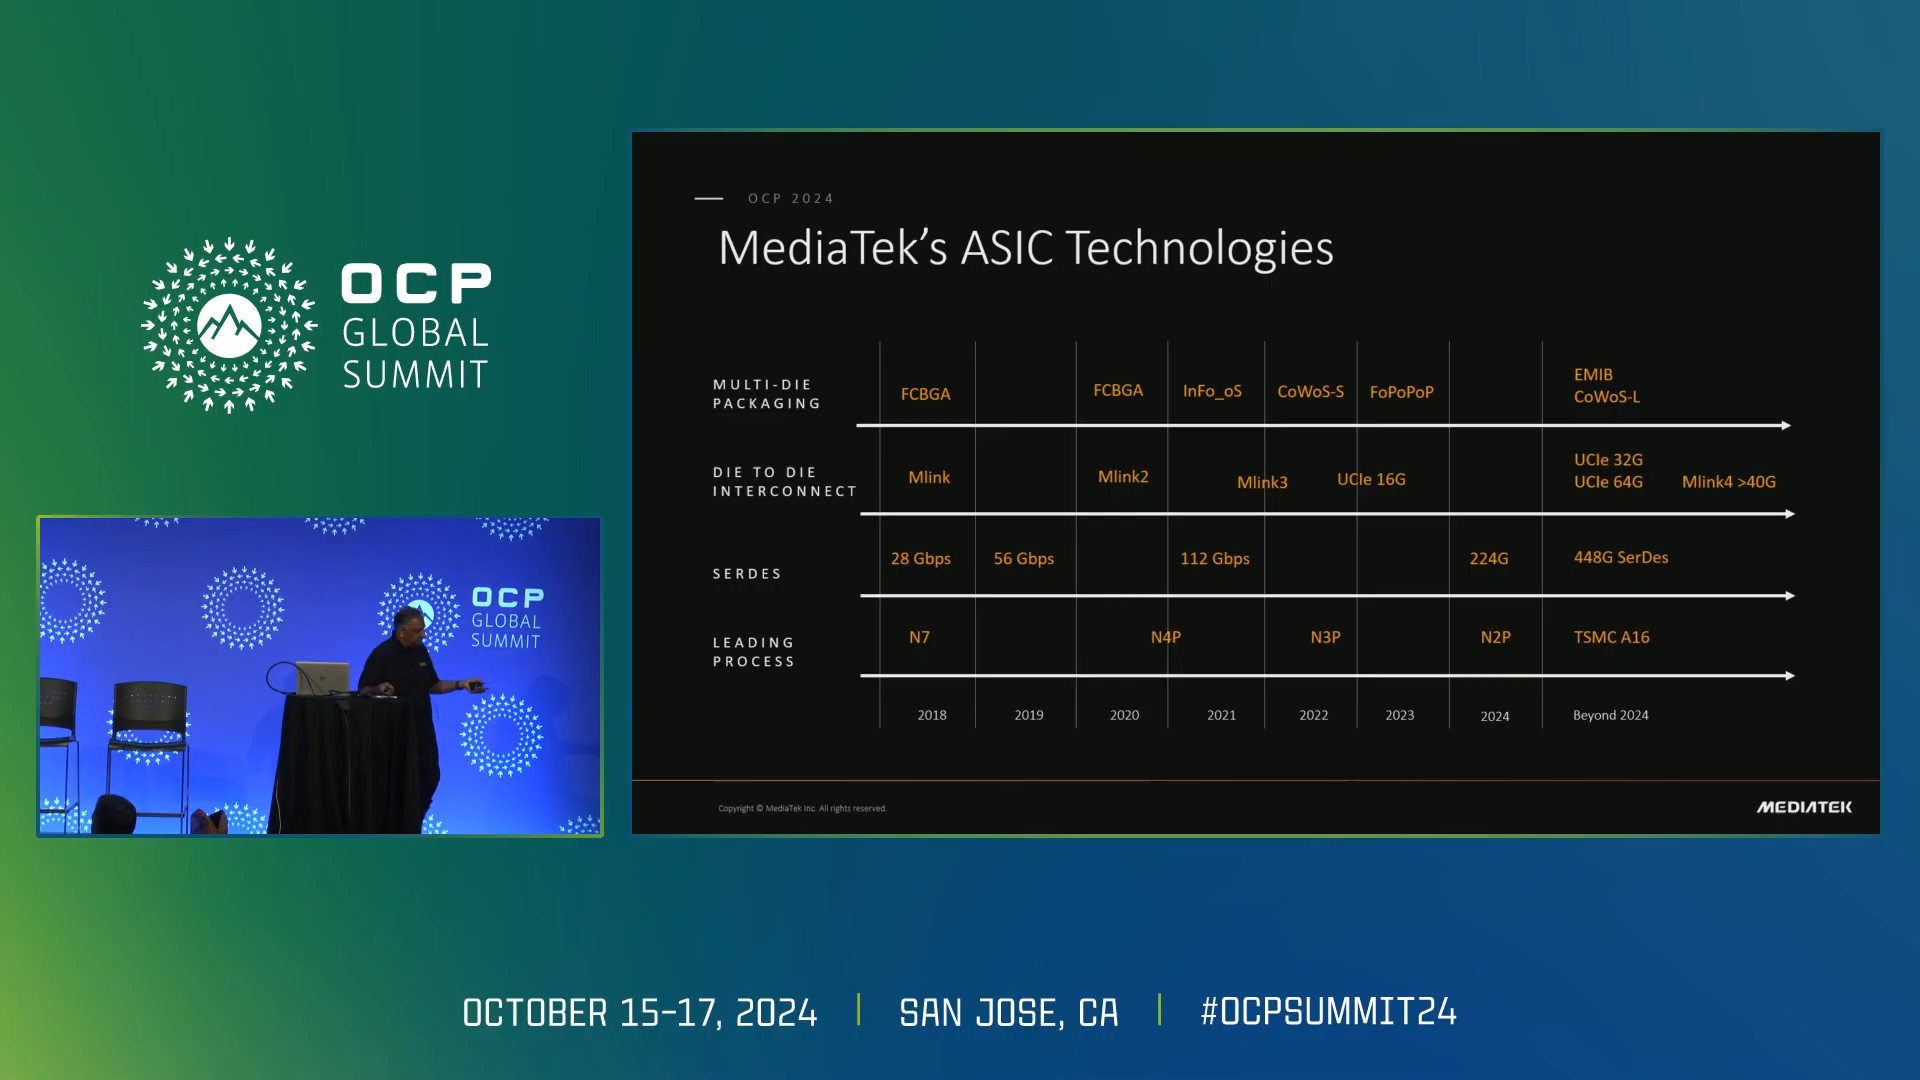 OCP
GLOBAL
SUMMIT
OCP
GLOBAL
SUMMIT
OCP 2024
MediaTek's ASIC Technologies
MULTI-DIE
PACKAGING
FCBGA
FCBGA
InFo_oS
CoWoS-S
FoPoPoP
EMIB
CoWoS-L
DIE TO DIE
INTERCONNECT
Mlink
Mlink2
Mlink3
UCIe 16G
UCIe 32G
UCIe 64G
Mlink4 >40G
SERDES
28 Gbps
56 Gbps
112 Gbps
224G
448G SerDes
LEADING
PROCESS
N7
N4P
N3P
N2P
TSMC A16
2018
2019
2020
2021
2022
2023
2024
Beyond 2024
Copyright © MediaTek Inc. All rights reserved.
MEDIATEK
OCTOBER 15-17, 2024
SAN JOSE, CA
#OCPSUMMIT24